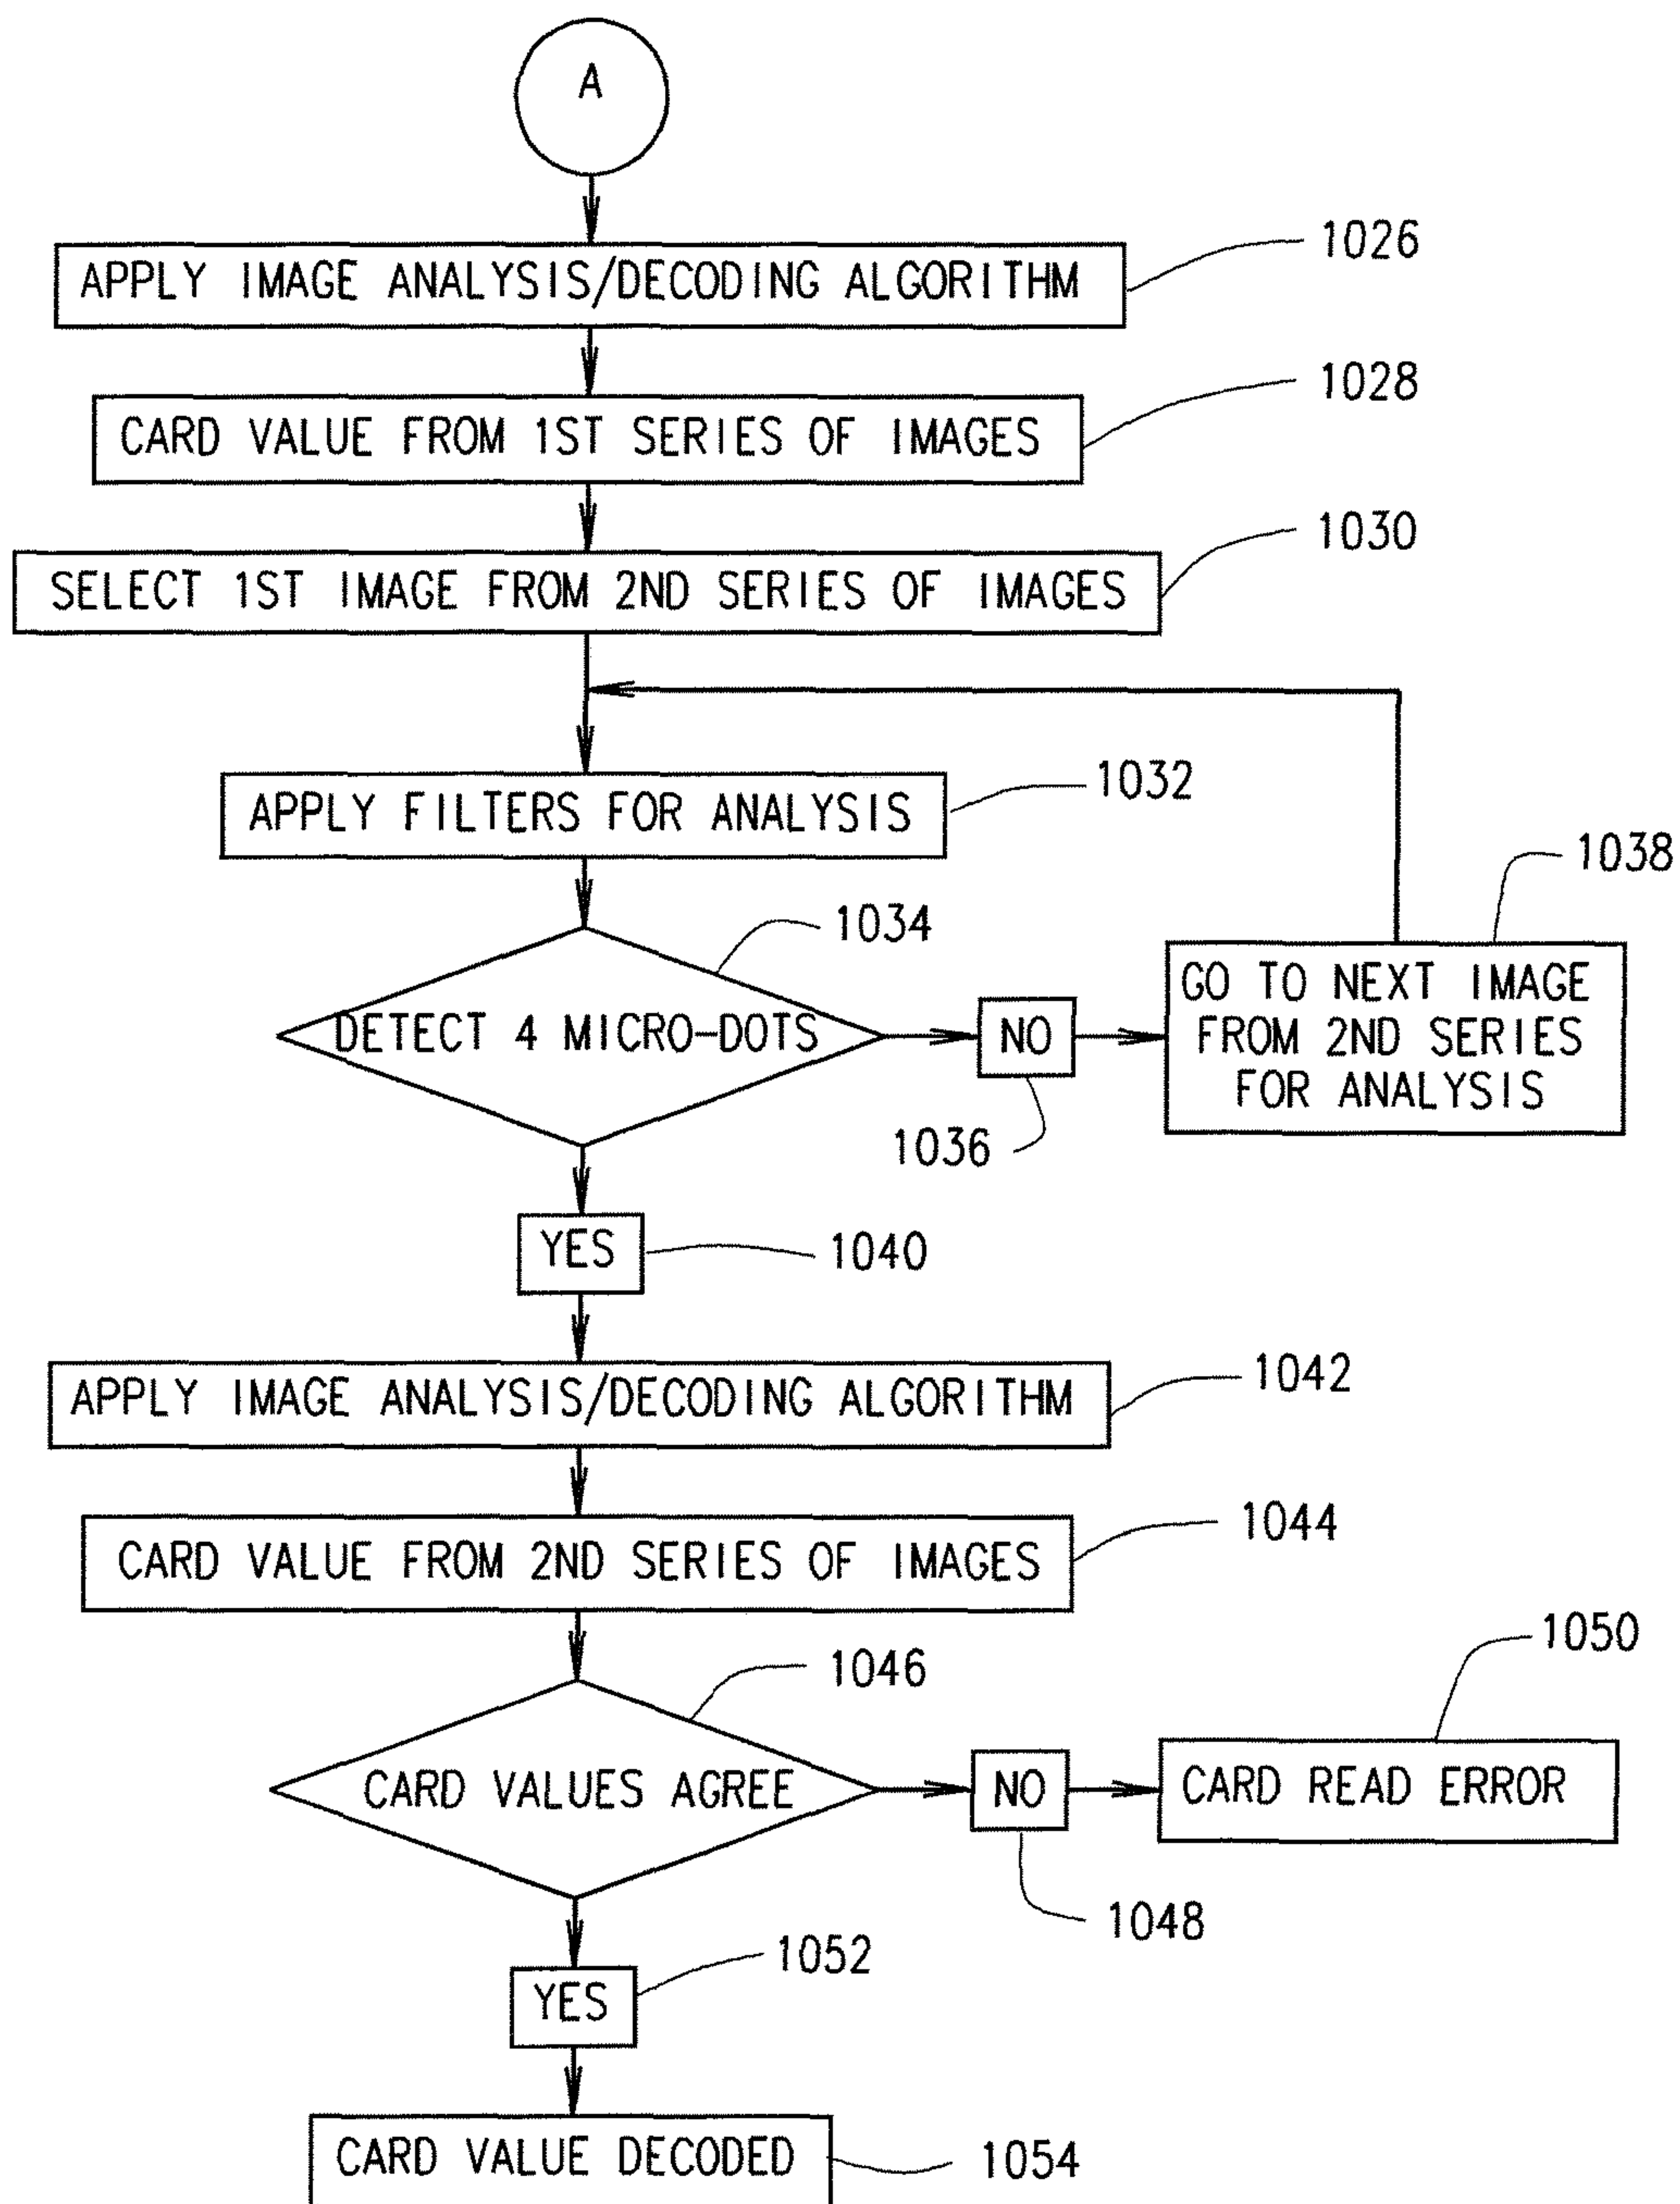 A
APPLY IMAGE ANALYSIS/DECODING ALGORITHM
1026
CARD VALUE FROM 1ST SERIES OF IMAGES
1028
SELECT 1ST IMAGE FROM 2ND SERIES OF IMAGES
1030
APPLY FILTERS FOR ANALYSIS
1032
1034
DETECT 4 MICRO-DOTS
NO
1036
1038
GO TO NEXT IMAGE
FROM 2ND SERIES
FOR ANALYSIS
YES
1040
APPLY IMAGE ANALYSIS/DECODING ALGORITHM
1042
CARD VALUE FROM 2ND SERIES OF IMAGES
1044
1046
CARD VALUES AGREE
NO
1048
1050
CARD READ ERROR
YES
1052
CARD VALUE DECODED
1054